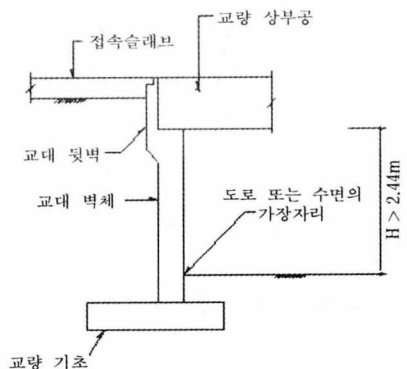 교량 상부공
접속슬래브
교대 뒷벽
교대 벽체
도로 또는 수면의
가장자리
H > 2.44m
교량 기초